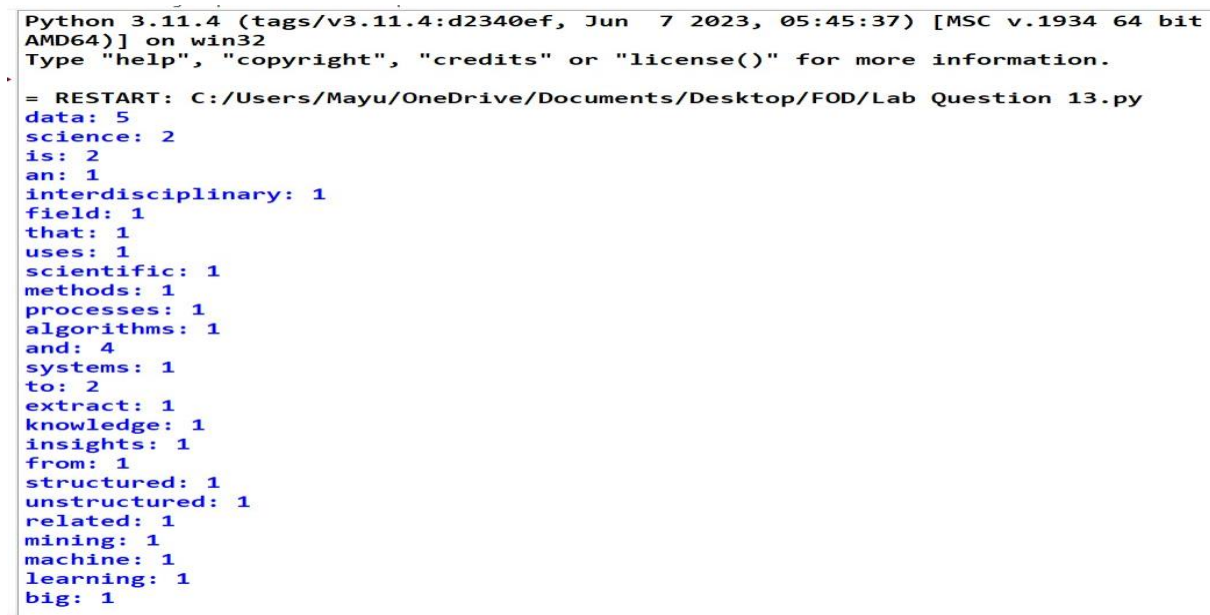 Python 3.11.4 (tags/v3.11.4:d2340ef, Jun  7 2023, 05:45:37) [MSC v.1934 64 bit
AMD64)] on win32
Type "help", "copyright", "credits" or "license()" for more information.
= RESTART: C:/Users/Mayu/OneDrive/Documents/Desktop/FOD/Lab Question 13.py
data: 5
science: 2
is: 2
an: 1
interdisciplinary: 1
field: 1
that: 1
uses: 1
scientific: 1
methods: 1
processes: 1
algorithms: 1
and: 4
systems: 1
to: 2
extract: 1
knowledge: 1
insights: 1
from: 1
structured: 1
unstructured: 1
related: 1
mining: 1
machine: 1
learning: 1
big: 1